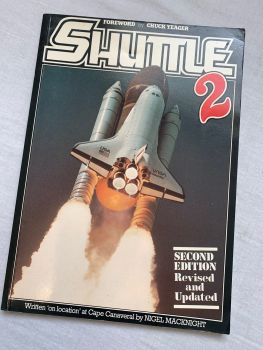 FOREWORD BY CHUCK YEAGER
SHUTTLE
2
USA
SECOND
EDITION
Revised
and
Updated
Written 'on location' at Cape Canaveral by NIGEL MACKNIGHT